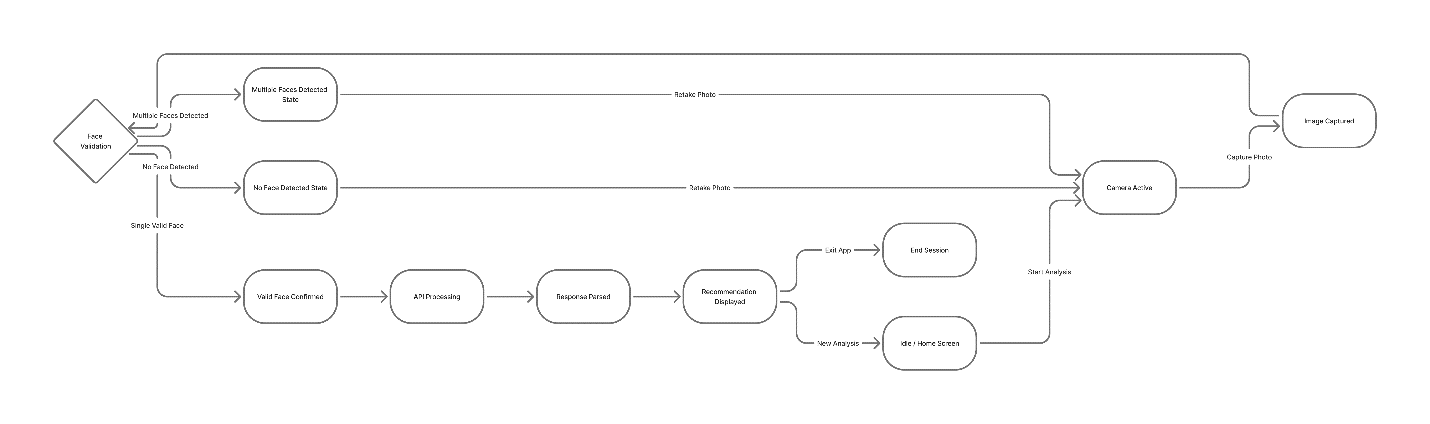 Multiple Faces Detected
State
Retake Photo
Multiple Faces Detected
Image Captured
Face
Validation
Capture Photo
No Face Detected
No Face Detected State
Retake Photo
Camera Active
Single Valid Face
Exit App
End Session
Start Analysis
Valid Face Confirmed
API Processing
Response Parsed
Recommendation
Displayed
New Analysis
Idle / Home Screen